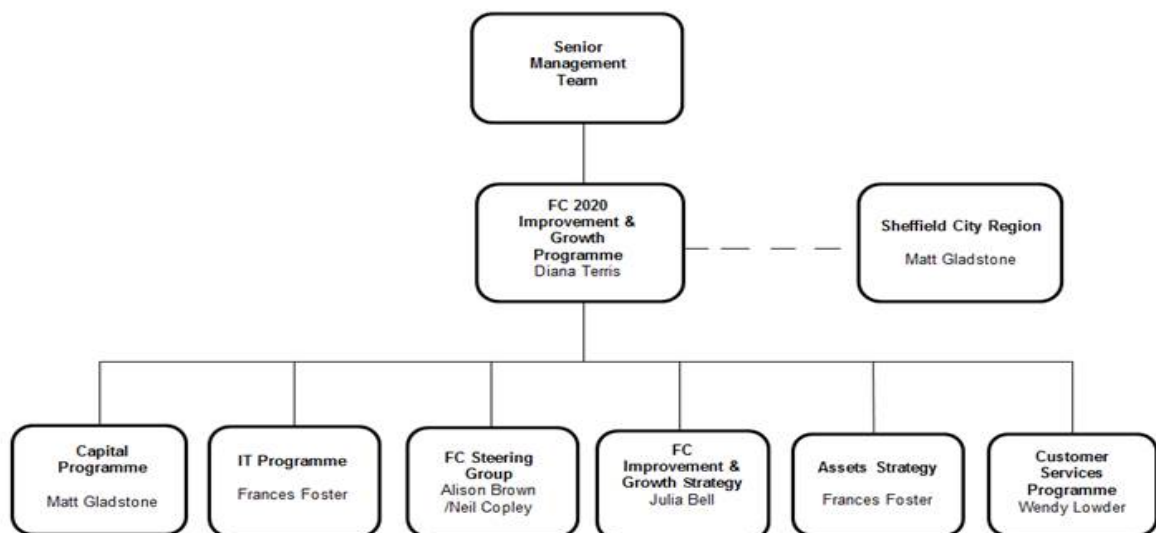 Senior
Management
Team
FC 2020
Improvement &
Growth
Programme
Diana Terris
Sheffield City Region
Matt Gladstone
Capital
Programme
Matt Gladstone
IT Programme
Frances Foster
FC Steering
Group
Alison Brown
/Neil Copley
FC
Improvement &
Growth Strategy
Julia Bell
Assets Strategy
Frances Foster
Customer
Services
Programme
Wendy Lowder